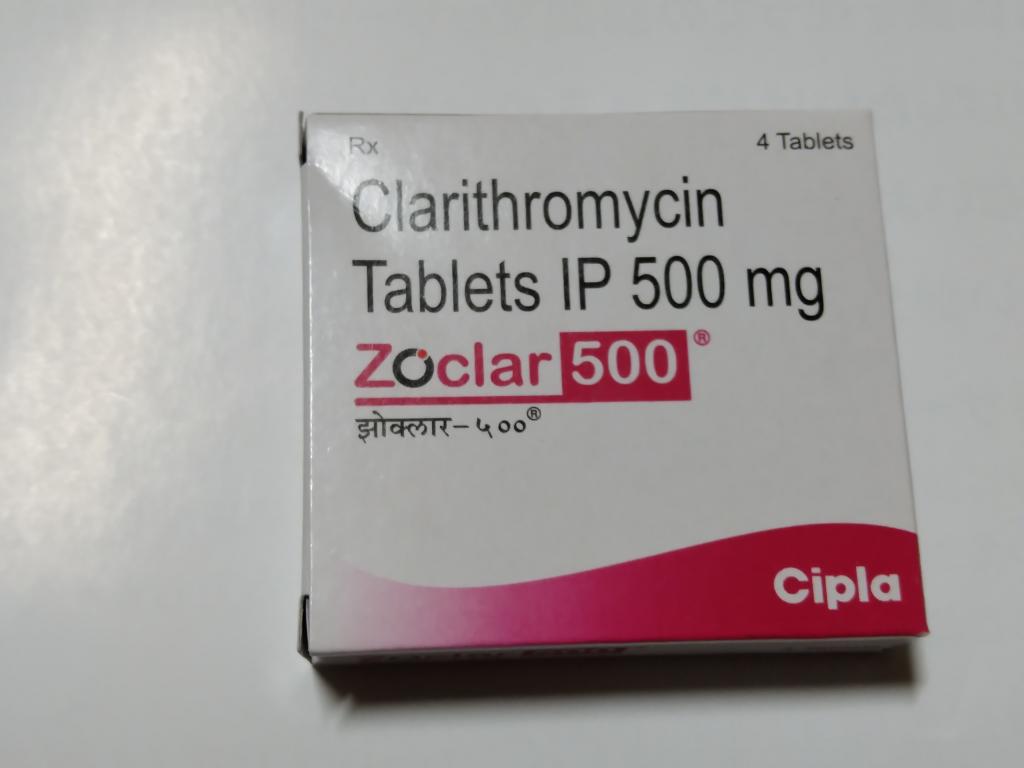 Rx
4 Tablets
Clarithromycin
Tablets IP 500 mg
Zoclar 500®
झोक्लार-५००®
Cipla